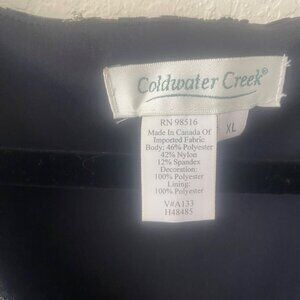 Coldwater Creek®
XL
RN 98516
Made In Canada Of
Imported Fabric
Body: 46% Polyester
42% Nylon
12% Spandex
Decoration:
100% Polyester
Lining:
100% Polyester
V#A133
H48485